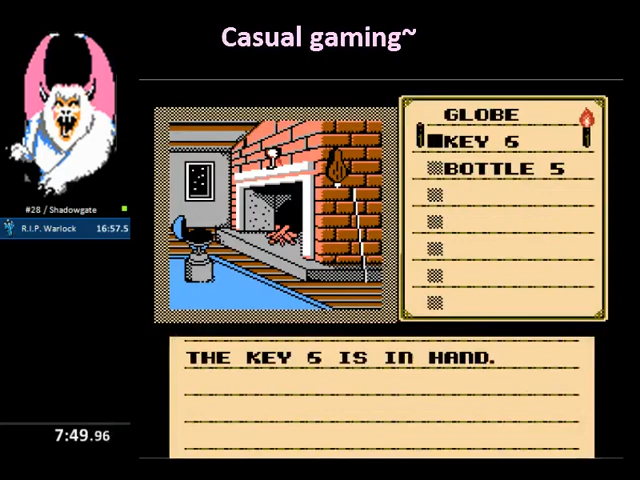 Casual gaming~
GLOBE
KEY 6
BOTTLE 5
#28 / Shadowgate
R.I.P. Warlock 16:57.5
THE KEY 6 IS IN HAND.
7:49.96